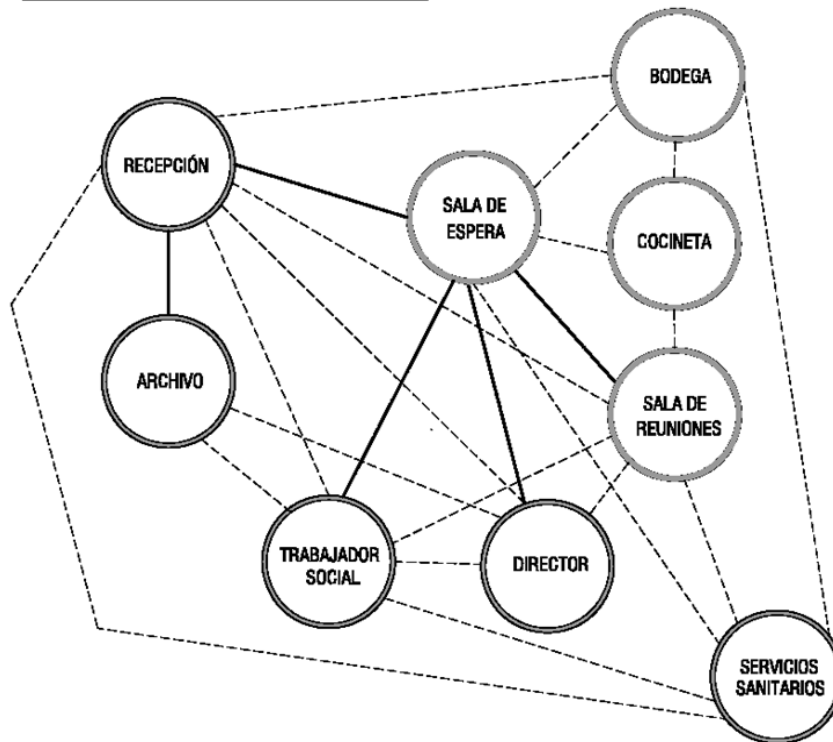 BODEGA
RECEPCIÓN
SALA DE
ESPERA
COCINETA
ARCHIVO
SALA DE
REUNIONES
TRABAJADOR
SOCIAL
DIRECTOR
SERVICIOS
SANITARIOS